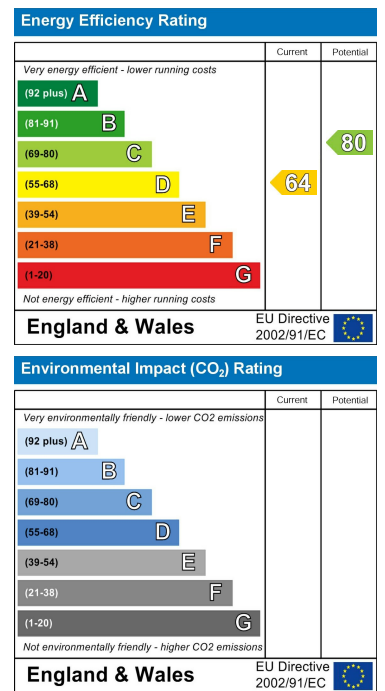 Energy Efficiency Rating
Current Potential
Very energy efficient - lower running costs
(92 plus) A
(81-91) B
(69-80) C
(55-68) D
(39-54) E
(21-38) F
(1-20) G
80
64
Not energy efficient - higher running costs
England & Wales
EU Directive
2002/91/EC
Environmental Impact (CO₂) Rating
Current Potential
Very environmentally friendly - lower CO2 emissions
(92 plus) A
(81-91) B
(69-80) C
(55-68) D
(39-54) E
(21-38) F
(1-20) G
Not environmentally friendly - higher CO2 emissions
England & Wales
EU Directive
2002/91/EC